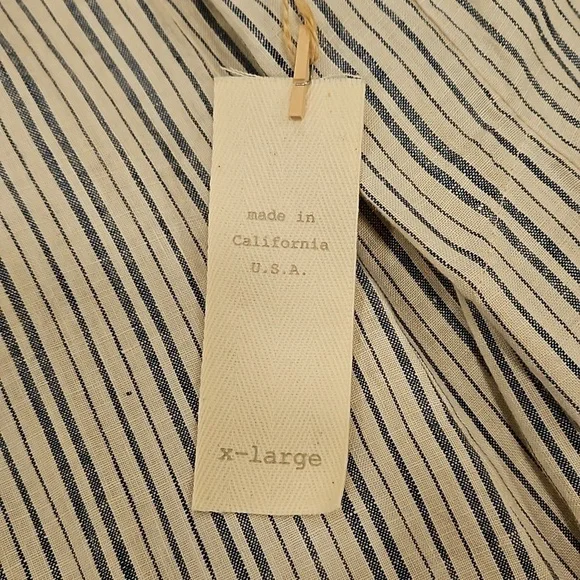 made in
California
U.S.A.
x-large